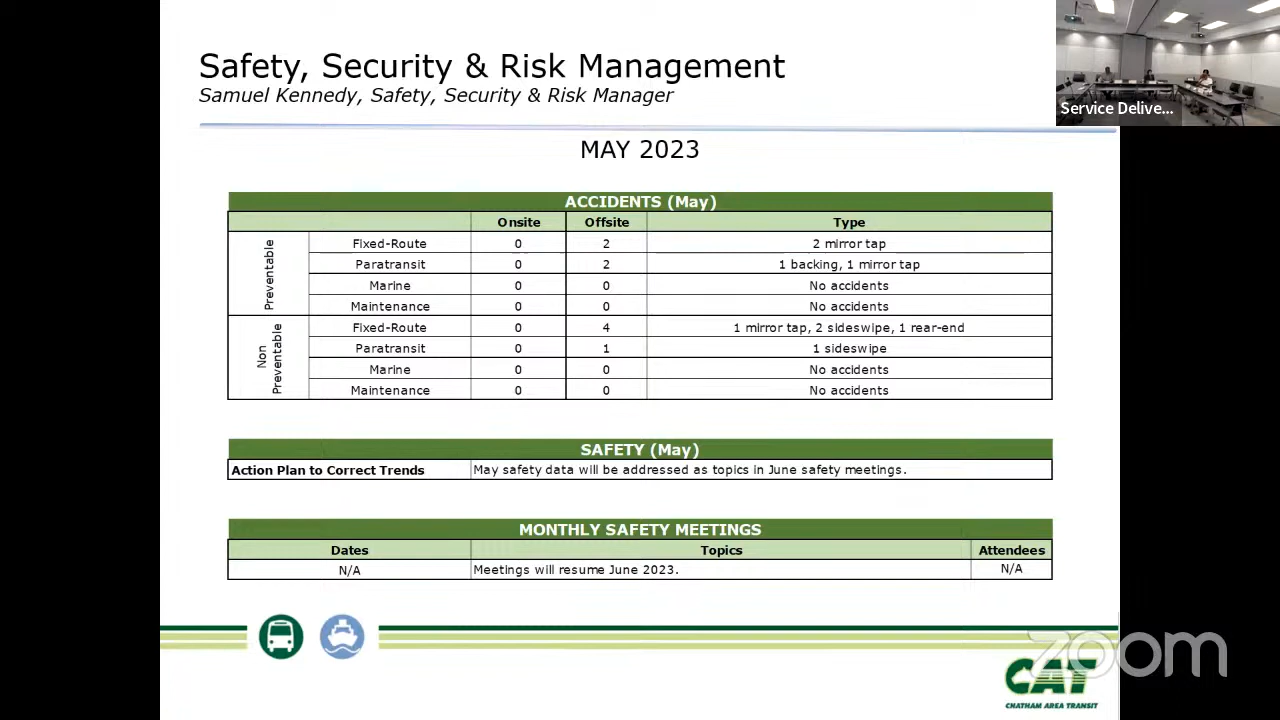 Safety, Security & Risk Management
Samuel Kennedy, Safety, Security & Risk Manager
Service Delive...
MAY 2023
ACCIDENTS (May)
Onsite Offsite Type
Preventable
Fixed-Route 0 2 2 mirror tap
Paratransit 0 2 1 backing, 1 mirror tap
Marine 0 0 No accidents
Maintenance 0 0 No accidents
Non
Preventable
Fixed-Route 0 4 1 mirror tap, 2 sideswipe, 1 rear-end
Paratransit 0 1 1 sideswipe
Marine 0 0 No accidents
Maintenance 0 0 No accidents
SAFETY (May)
Action Plan to Correct Trends May safety data will be addressed as topics in June safety meetings.
MONTHLY SAFETY MEETINGS
Dates Topics Attendees
N/A Meetings will resume June 2023. N/A
zoom
CAT
CHATHAM AREA TRANSIT